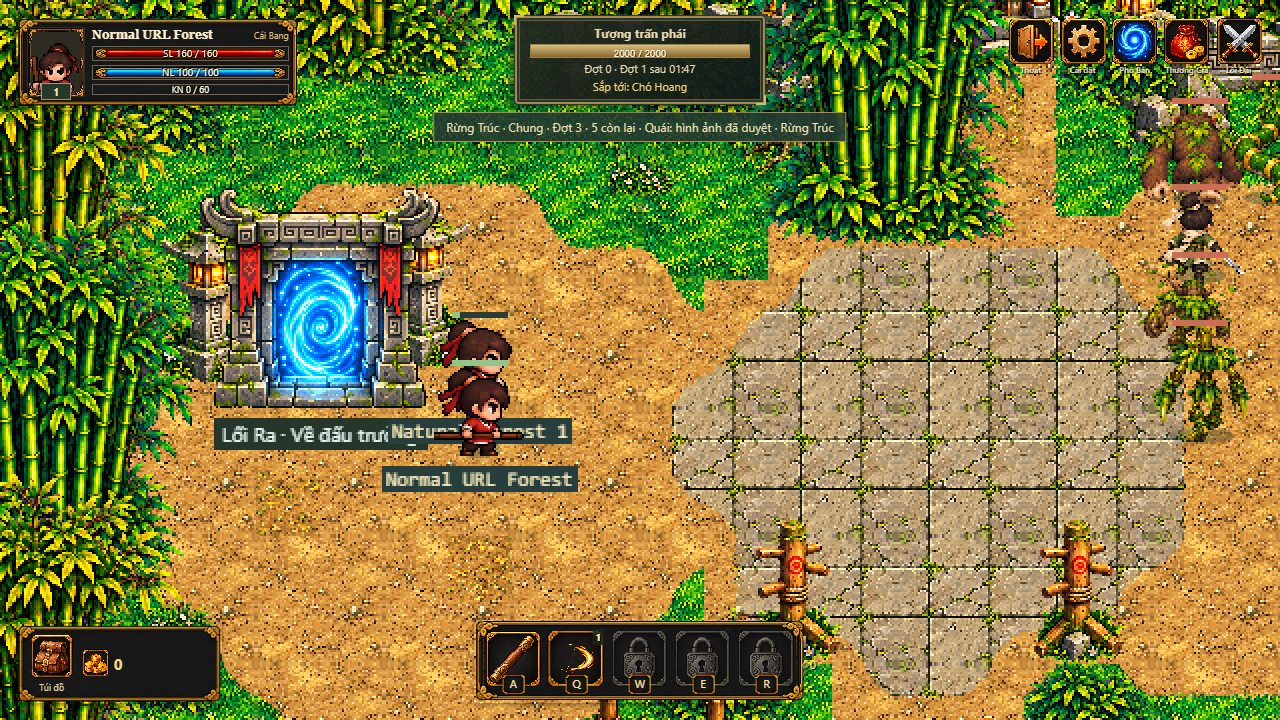 Normal URL Forest
Cái Bang
SL 160 / 160
NL 100 / 100
KN 0 / 60
1
Tượng trấn phái
2000 / 2000
Đợt 0 · Đợt 1 sau 01:47
Sắp tới: Chó Hoang
Rừng Trúc · Chung · Đợt 3 · 5 còn lại · Quái: hình ảnh đã duyệt · Rừng Trúc
Thoát
Cài đặt
Phó Bản
Thương Gia
Lôi Đài
Lối Ra - Về đấu
1
Normal URL Forest
Túi đồ
0
1
A
Q
W
E
R